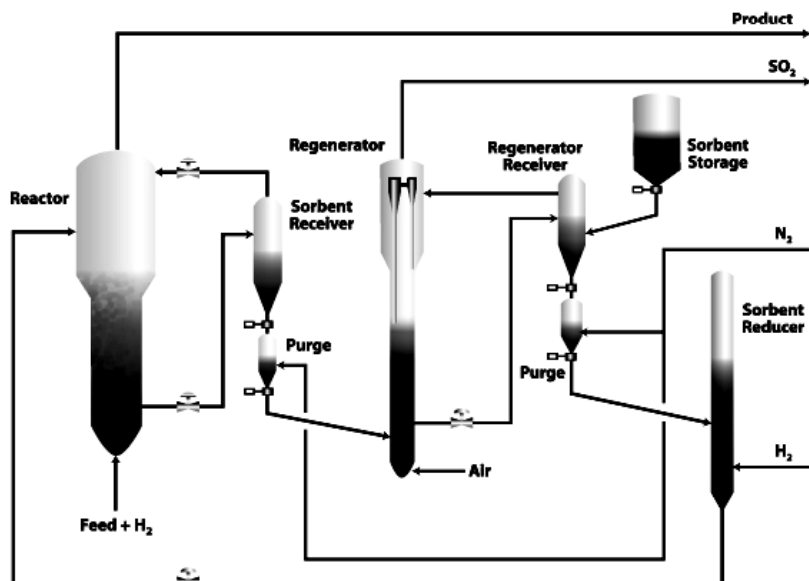 Product
SO₂
Regenerator
Regenerator
Receiver
Sorbent
Storage
Reactor
Sorbent
Receiver
N₂
Sorbent
Reducer
Purge
Purge
H₂
Air
Feed + H₂